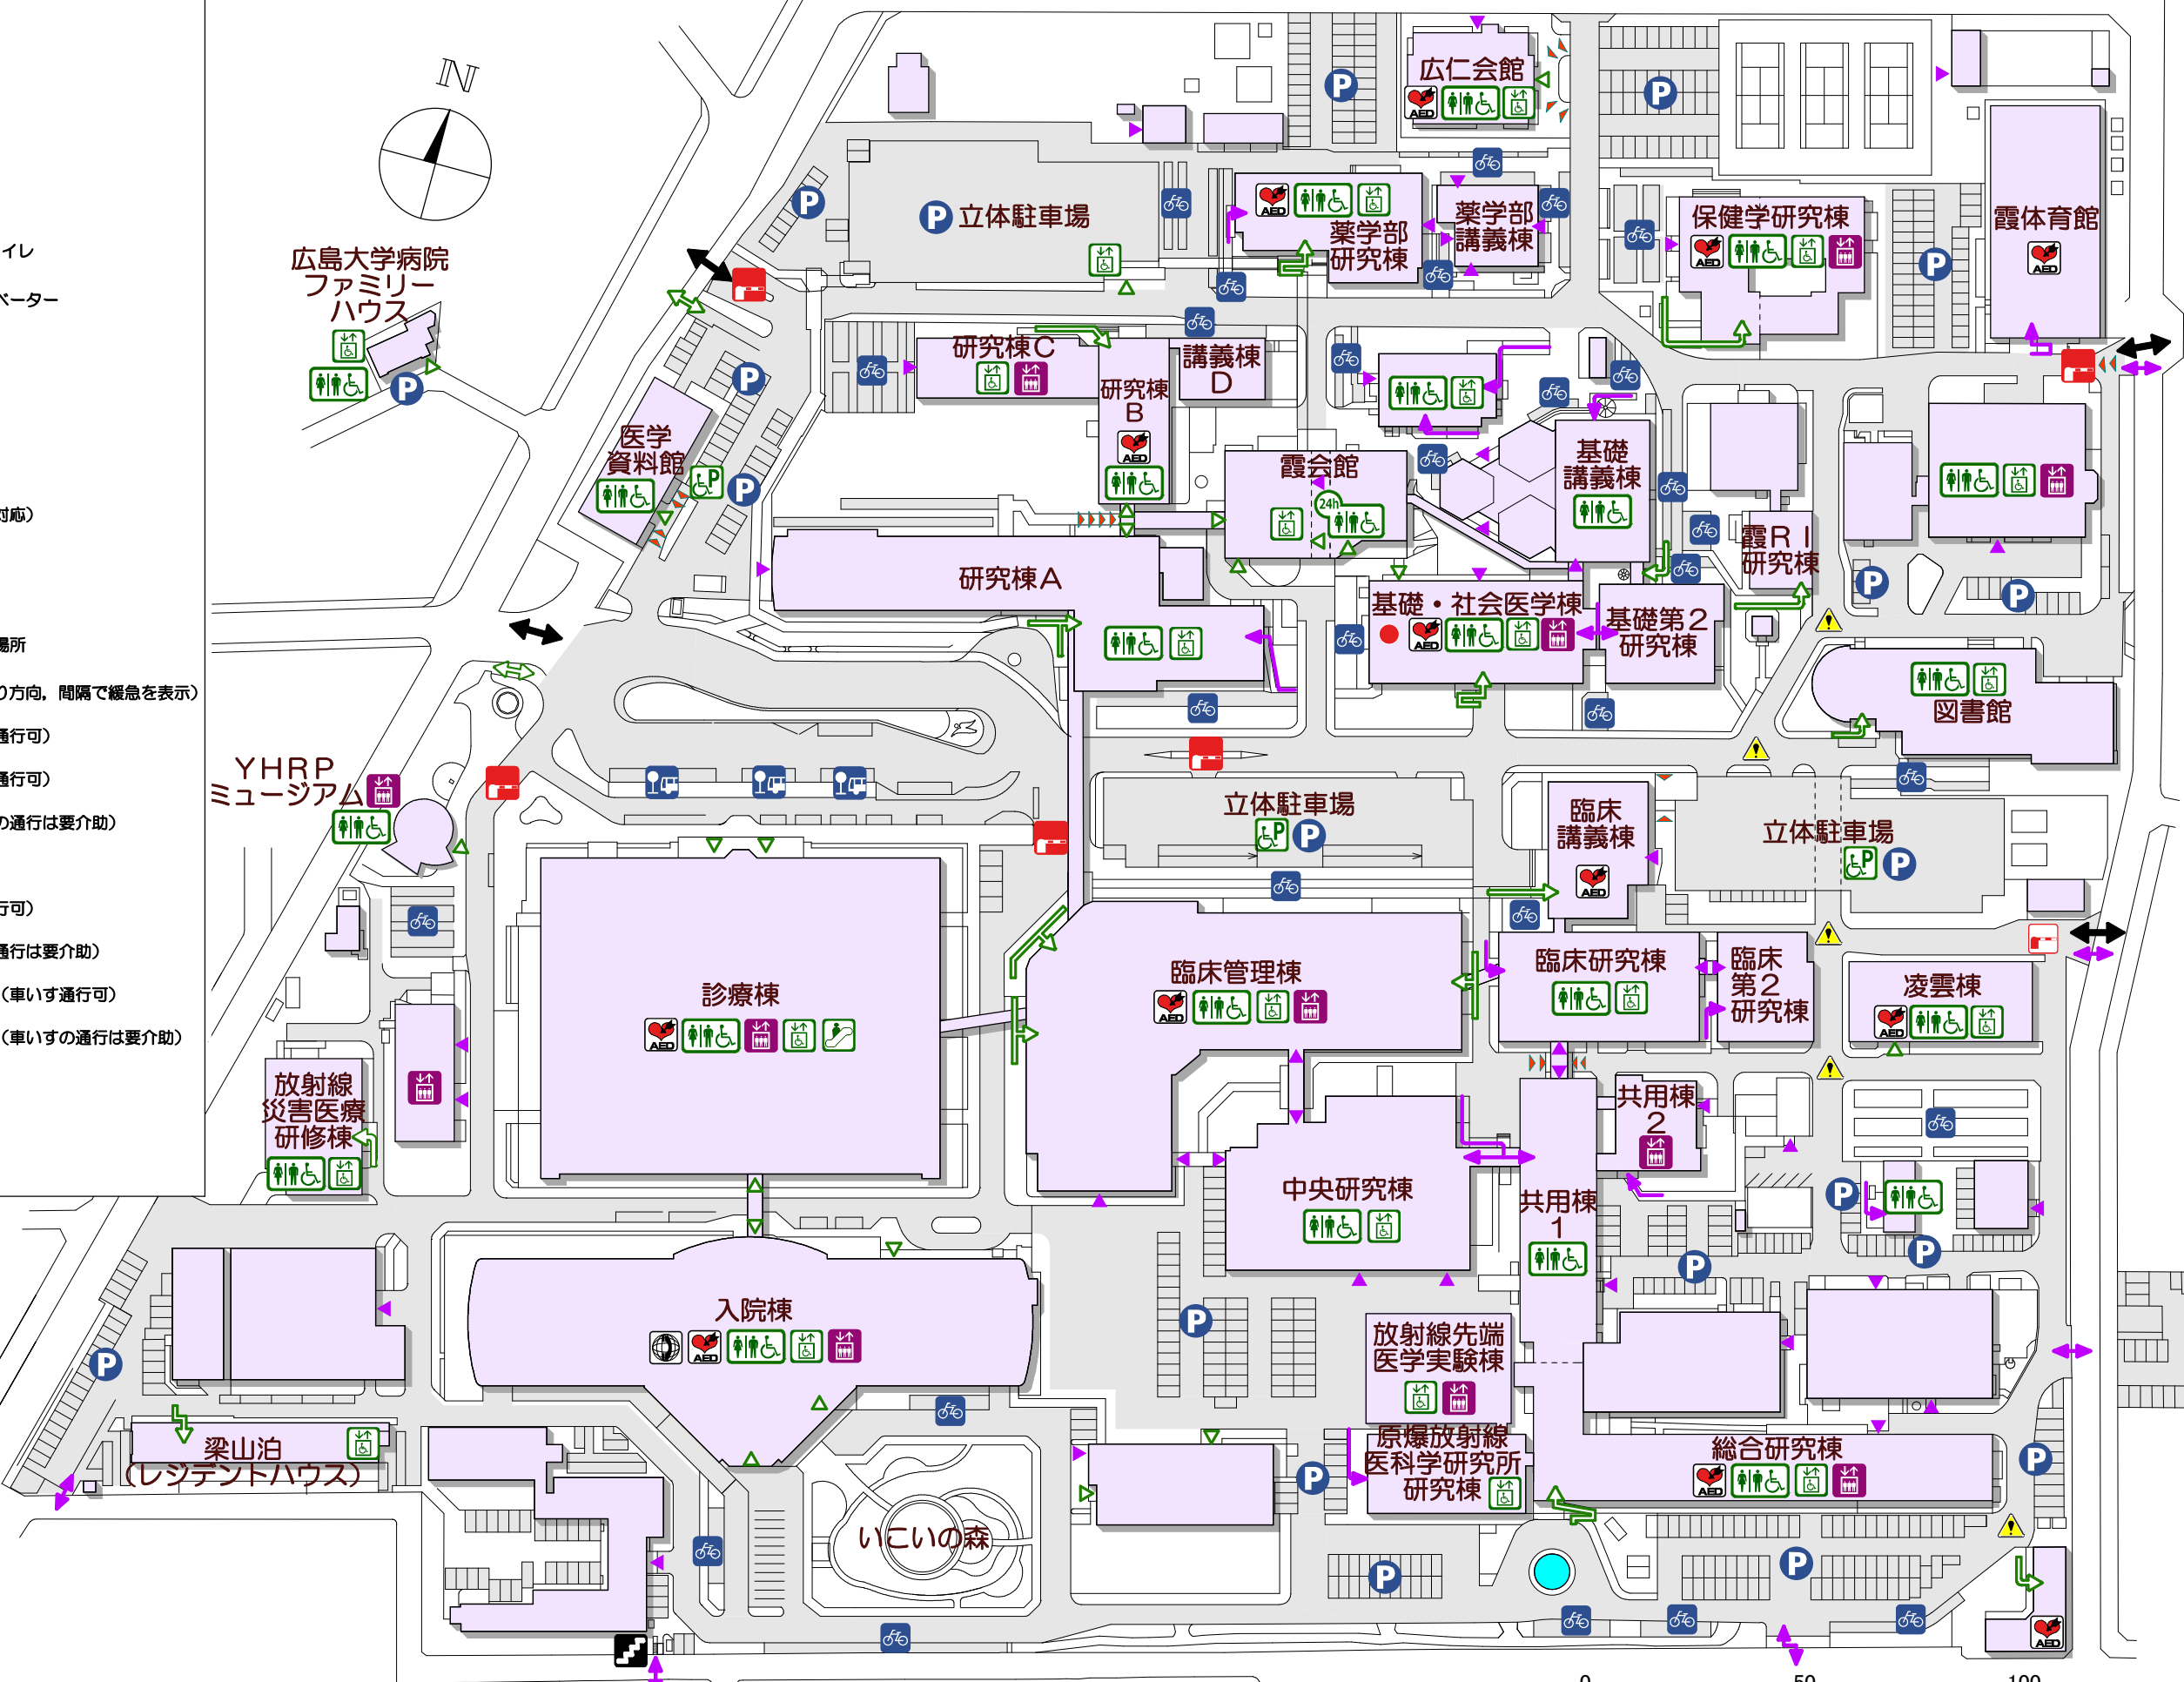 N
広島大学病院
ファミリー
ハウス
イレ
ベーター
対応）
場所
り方向，間隔で緩急を表示）
通行可）
通行可）
の通行は要介助）
行可）
通行は要介助）
（車いす通行可）
（車いすの通行は要介助）
P
広仁会館
AED
P
P
P 立体駐車場
AED
薬学部
研究棟
薬学部
講義棟
保健学研究棟
AED
P
霞体育館
AED
P
P
医学
資料館
P
P
研究棟C
研究棟
B
AED
講義棟
D
霞会館
24h
基礎
講義棟
霞RI
研究棟
P
P
研究棟A
基礎・社会医学棟
AED
基礎第2
研究棟
図書館
YHRP
ミュージアム
立体駐車場
P P
臨床
講義棟
AED
立体駐車場
P P
診療棟
AED
臨床管理棟
AED
臨床研究棟
臨床
第2
研究棟
凌雲棟
AED
放射線
災害医療
研修棟
共用棟
2
中央研究棟
共用棟
1
P
P
P
P
入院棟
AED
P
放射線先端
医学実験棟
梁山泊
（レジデントハウス）
原爆放射線
医科学研究所
研究棟
P
総合研究棟
AED
P
いこいの森
P
P
AED
0 50 100